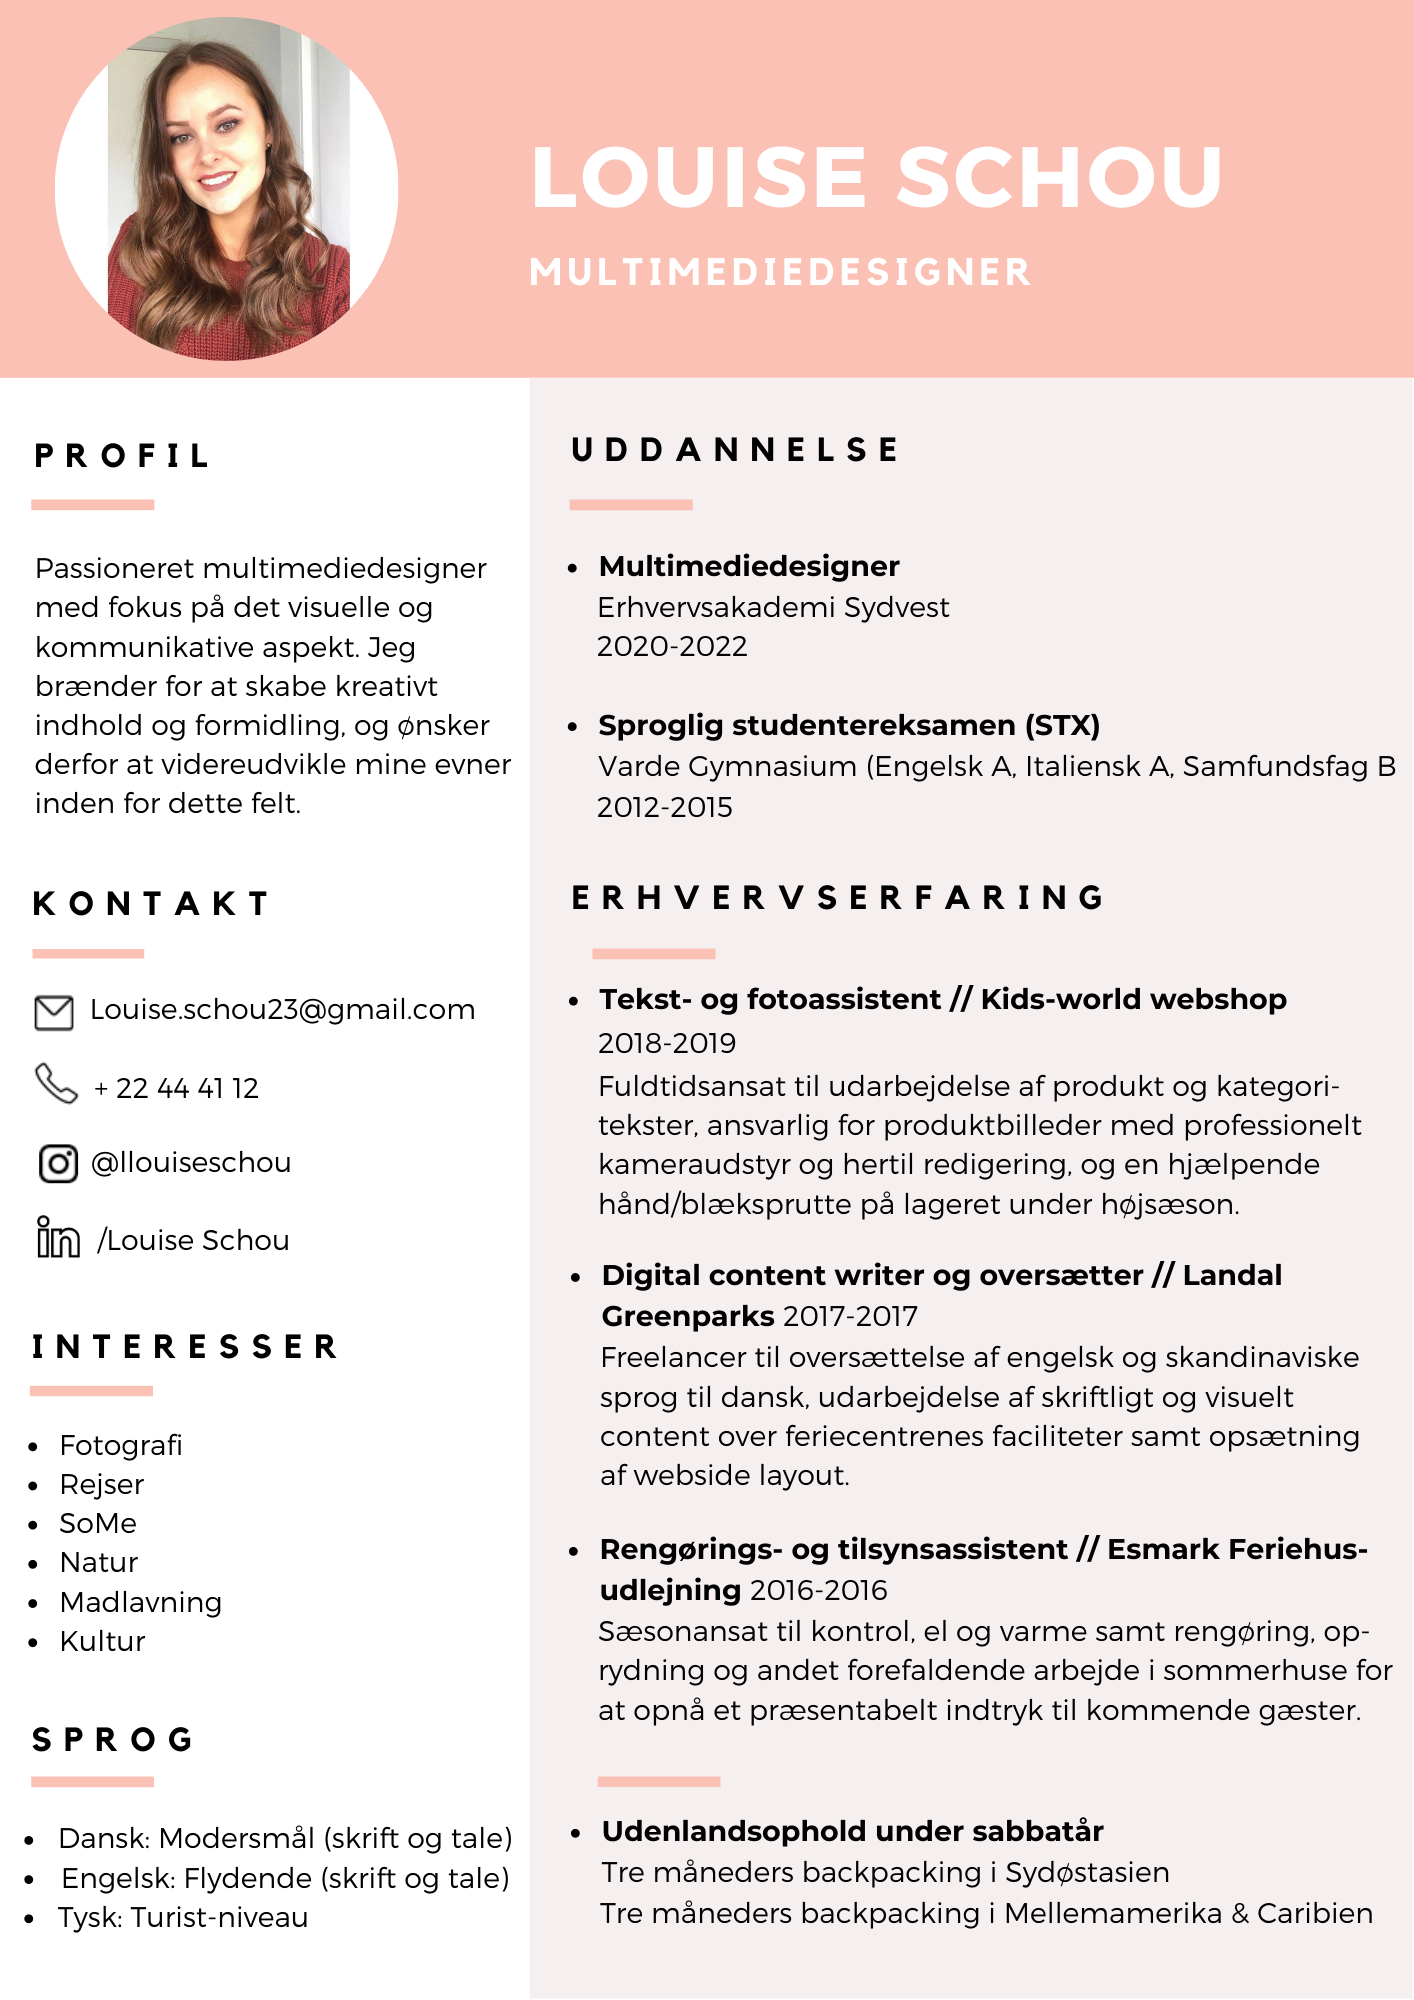 LOUISE SCHOU
MULTIMEDIEDESIGNER
PROFIL
Passioneret multimediedesigner
med fokus på det visuelle og
kommunikative aspekt. Jeg
brænder for at skabe kreativt
indhold og formidling, og ønsker
derfor at videreudvikle mine evner
inden for dette felt.
KONTAKT
Louise.schou23@gmail.com
+ 22 44 41 12
@llouiseschou
in /Louise Schou
INTERESSER
• Fotografi
• Rejser
• SoMe
• Natur
• Madlavning
• Kultur
SPROG
• Dansk: Modersmål (skrift og tale)
• Engelsk: Flydende (skrift og tale)
• Tysk: Turist-niveau
UDDANNELSE
• Multimediedesigner
Erhvervsakademi Sydvest
2020-2022
• Sproglig studentereksamen (STX)
Varde Gymnasium (Engelsk A, Italiensk A, Samfundsfag B
2012-2015
ERHVERVSERFARING
• Tekst- og fotoassistent // Kids-world webshop
2018-2019
Fuldtidsansat til udarbejdelse af produkt og kategori-
tekster, ansvarlig for produktbilleder med professionelt
kameraudstyr og hertil redigering, og en hjælpende
hånd/blæksprutte på lageret under højsæson.
• Digital content writer og oversætter // Landal
Greenparks 2017-2017
Freelancer til oversættelse af engelsk og skandinaviske
sprog til dansk, udarbejdelse af skriftligt og visuelt
content over feriecentrenes faciliteter samt opsætning
af webside layout.
• Rengørings- og tilsynsassistent // Esmark Feriehus-
udlejning 2016-2016
Sæsonansat til kontrol, el og varme samt rengøring, op-
rydning og andet forefaldende arbejde i sommerhuse for
at opnå et præsentabelt indtryk til kommende gæster.
• Udenlandsophold under sabbatår
Tre måneders backpacking i Sydøstasien
Tre måneders backpacking i Mellemamerika & Caribien